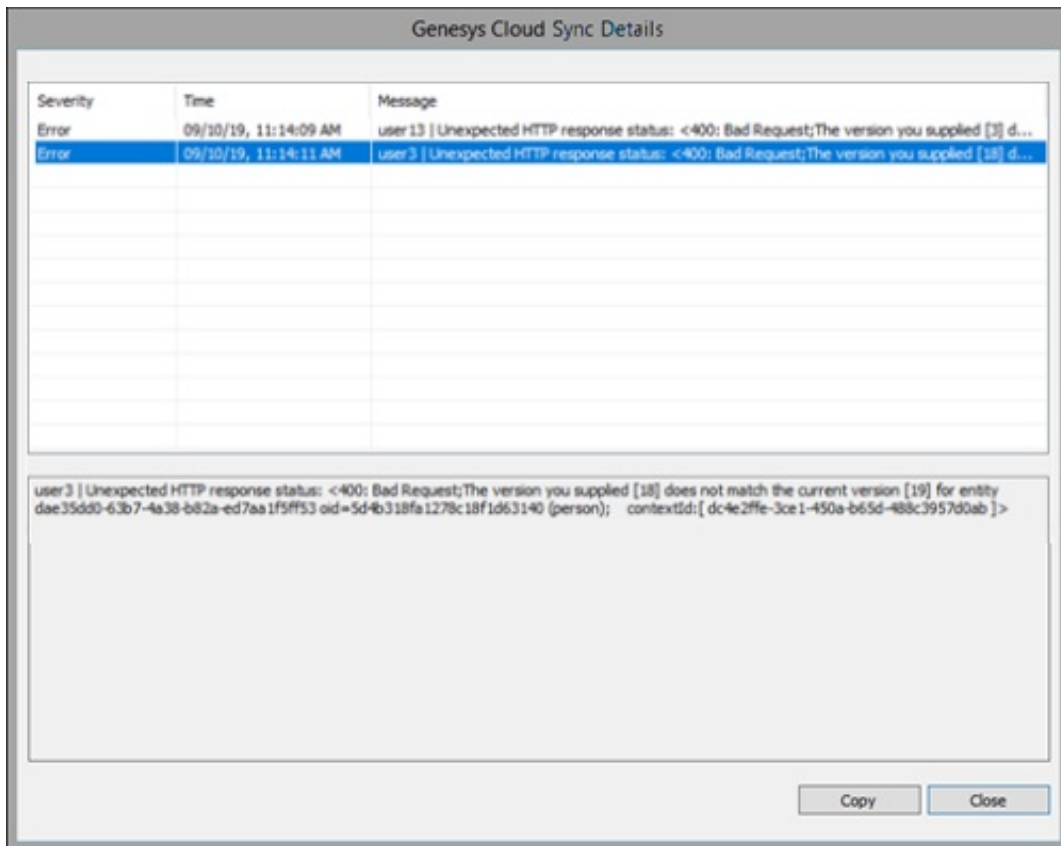 Genesys Cloud Sync Details
Severity Time Message
Error 09/10/19, 11:14:09 AM user13 | Unexpected HTTP response status: <400: Bad Request;The version you supplied [3] d...
Error 09/10/19, 11:14:11 AM user3 | Unexpected HTTP response status: <400: Bad Request;The version you supplied [18] d...
user3 | Unexpected HTTP response status: <400: Bad Request;The version you supplied [18] does not match the current version [19] for entity
dae35dd0-63b7-4a38-b82a-ed7aa1f5ff53 oid=5d4b318fa1278c18f1d63140 (person); contextId:[ dc4e2ffe-3ce1-450a-b65d-488c3957d0ab ]>
Copy Close